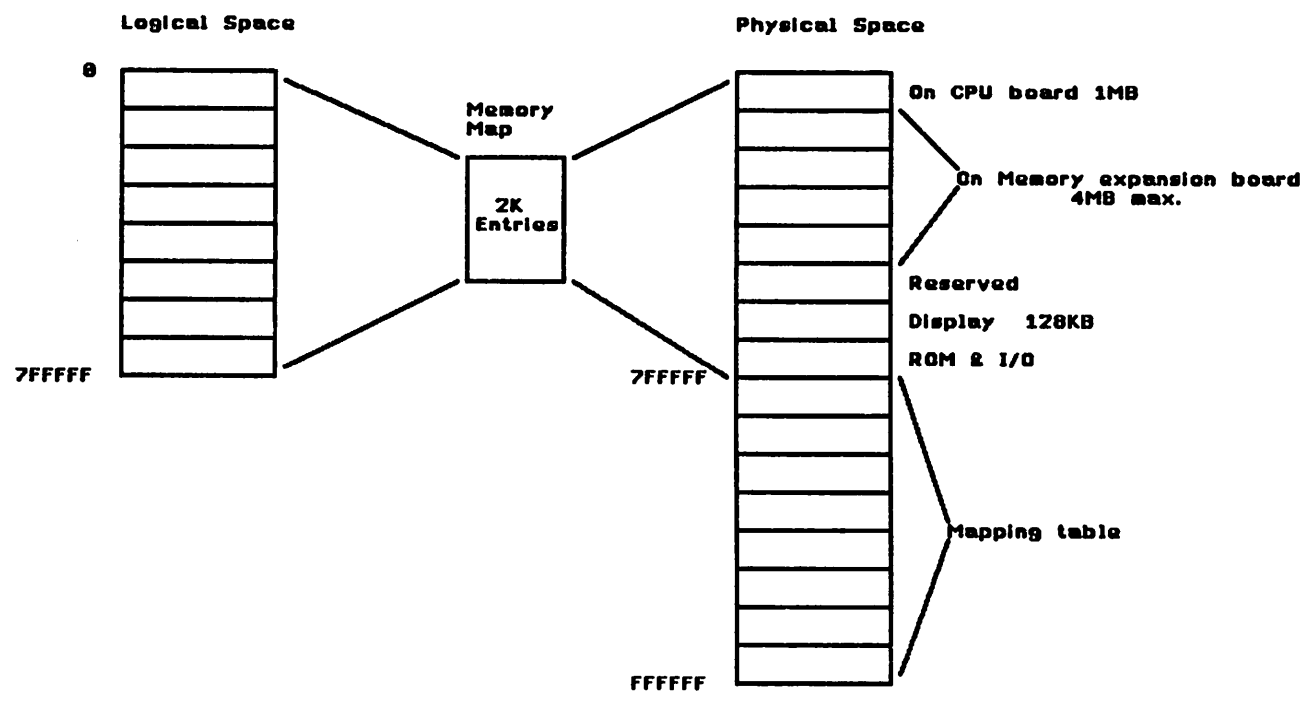 Logical Space
Physical Space
0
On CPU board 1MB
Memory
Map
On Memory expansion board
4MB max.
2K
Entries
Reserved
Display 128KB
ROM & I/O
7FFFFF
7FFFFF
Mapping table
FFFFFF